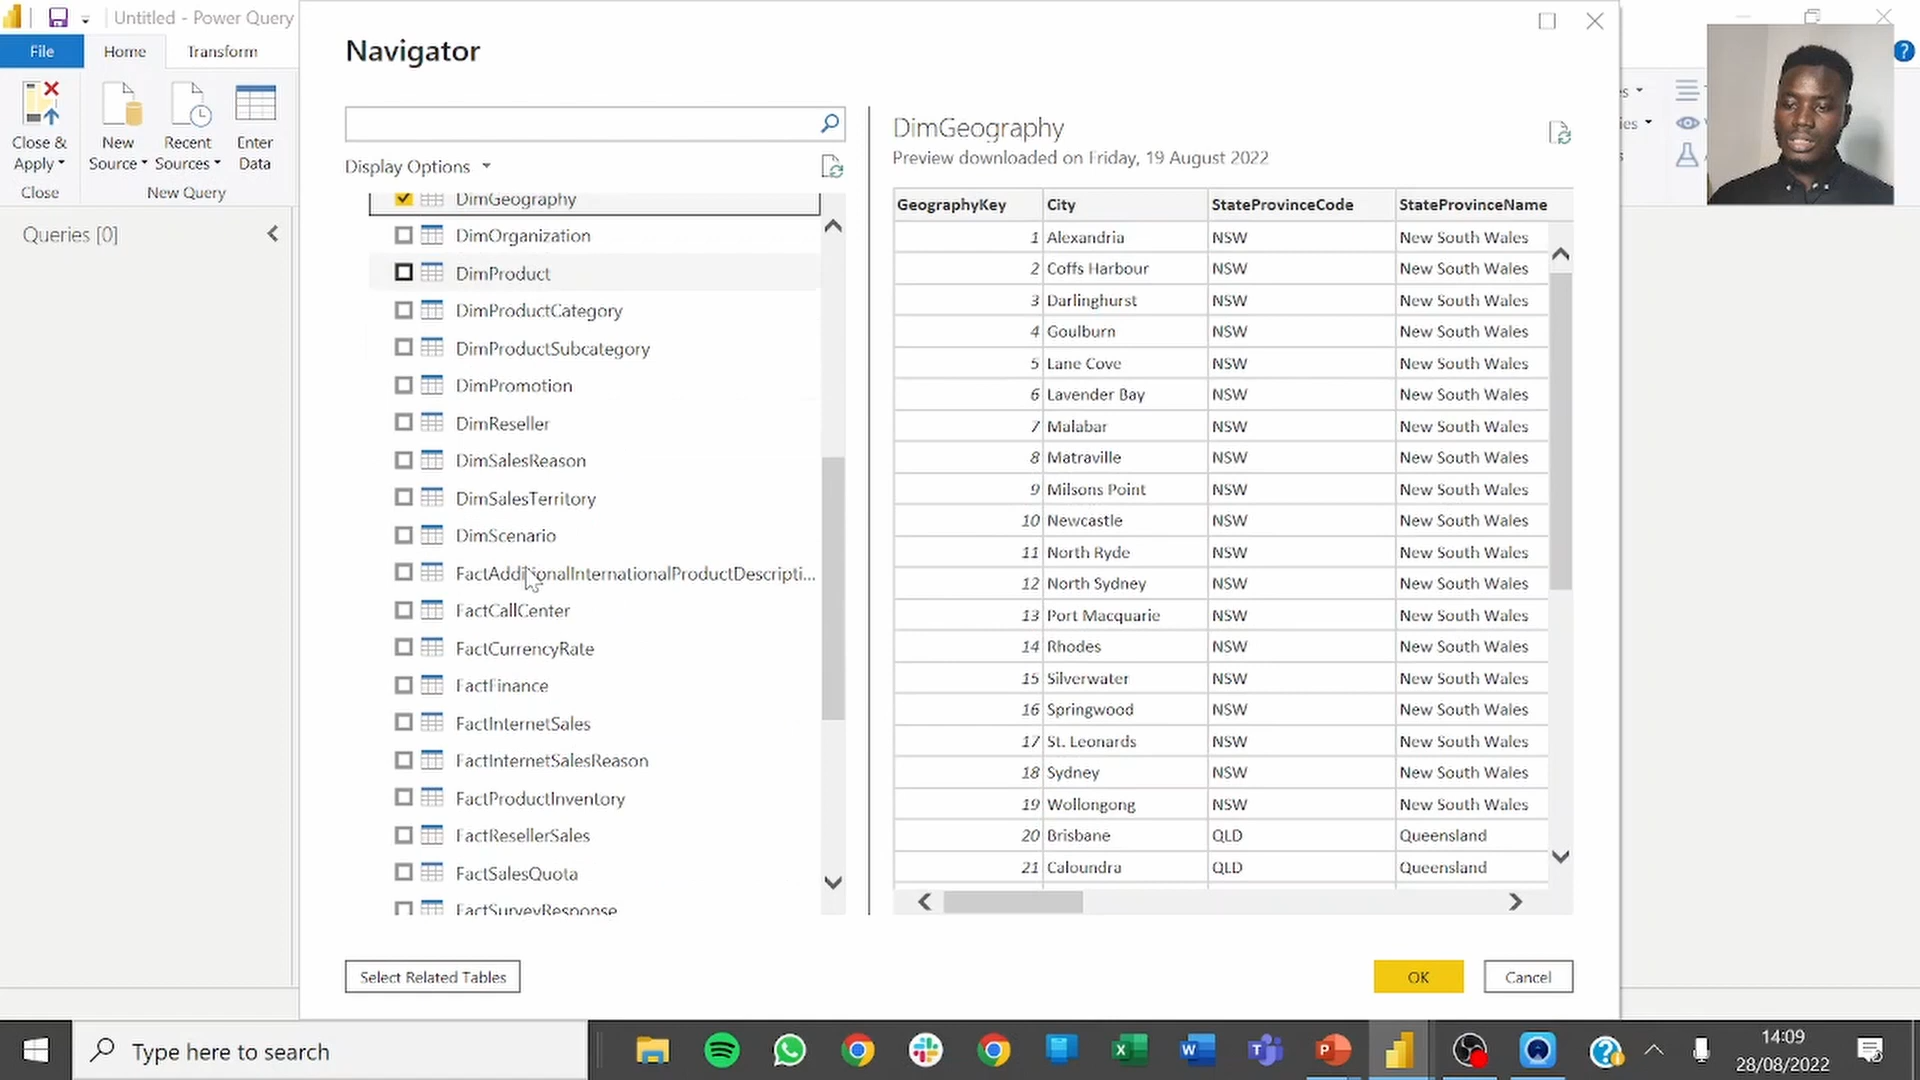 Untitled - Power Query
File
Home
Transform
Close &
Apply
New
Source
Recent
Sources
Enter
Data
Close
New Query
Queries [0]
Navigator
Display Options
DimGeography
DimOrganization
DimProduct
DimProductCategory
DimProductSubcategory
DimPromotion
DimReseller
DimSalesReason
DimSalesTerritory
DimScenario
FactAdditionalInternationalProductDescripti...
FactCallCenter
FactCurrencyRate
FactFinance
FactInternetSales
FactInternetSalesReason
FactProductInventory
FactResellerSales
FactSalesQuota
FactSurveyResponse
Select Related Tables
DimGeography
Preview downloaded on Friday, 19 August 2022
GeographyKey City StateProvinceCode StateProvinceName
1 Alexandria NSW New South Wales
2 Coffs Harbour NSW New South Wales
3 Darlinghurst NSW New South Wales
4 Goulburn NSW New South Wales
5 Lane Cove NSW New South Wales
6 Lavender Bay NSW New South Wales
7 Malabar NSW New South Wales
8 Matraville NSW New South Wales
9 Milsons Point NSW New South Wales
10 Newcastle NSW New South Wales
11 North Ryde NSW New South Wales
12 North Sydney NSW New South Wales
13 Port Macquarie NSW New South Wales
14 Rhodes NSW New South Wales
15 Silverwater NSW New South Wales
16 Springwood NSW New South Wales
17 St. Leonards NSW New South Wales
18 Sydney NSW New South Wales
19 Wollongong NSW New South Wales
20 Brisbane QLD Queensland
21 Caloundra QLD Queensland
OK
Cancel
Type here to search
14:09
28/08/2022